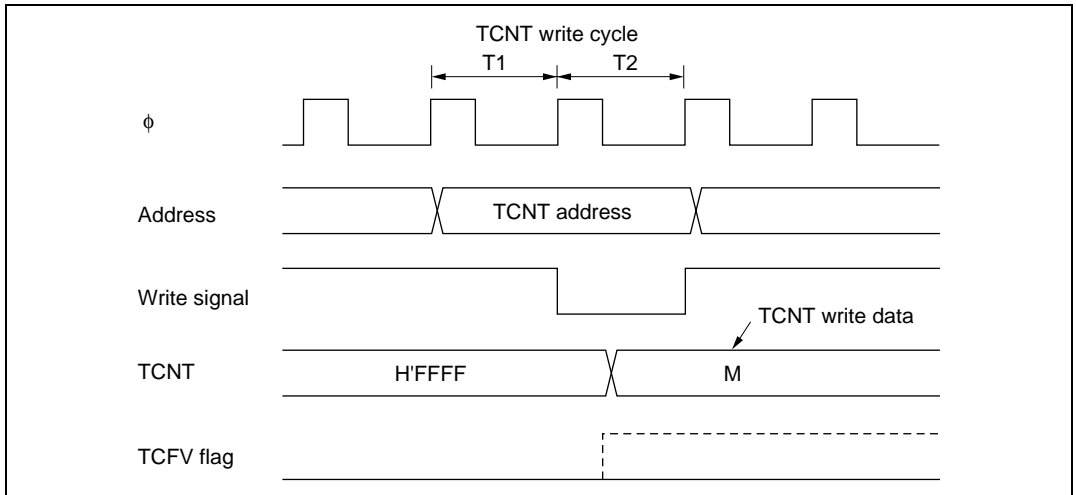 TCNT write cycle
T1 T2
ϕ
Address TCNT address
Write signal
TCNT write data
TCNT H'FFFF M
TCFV flag